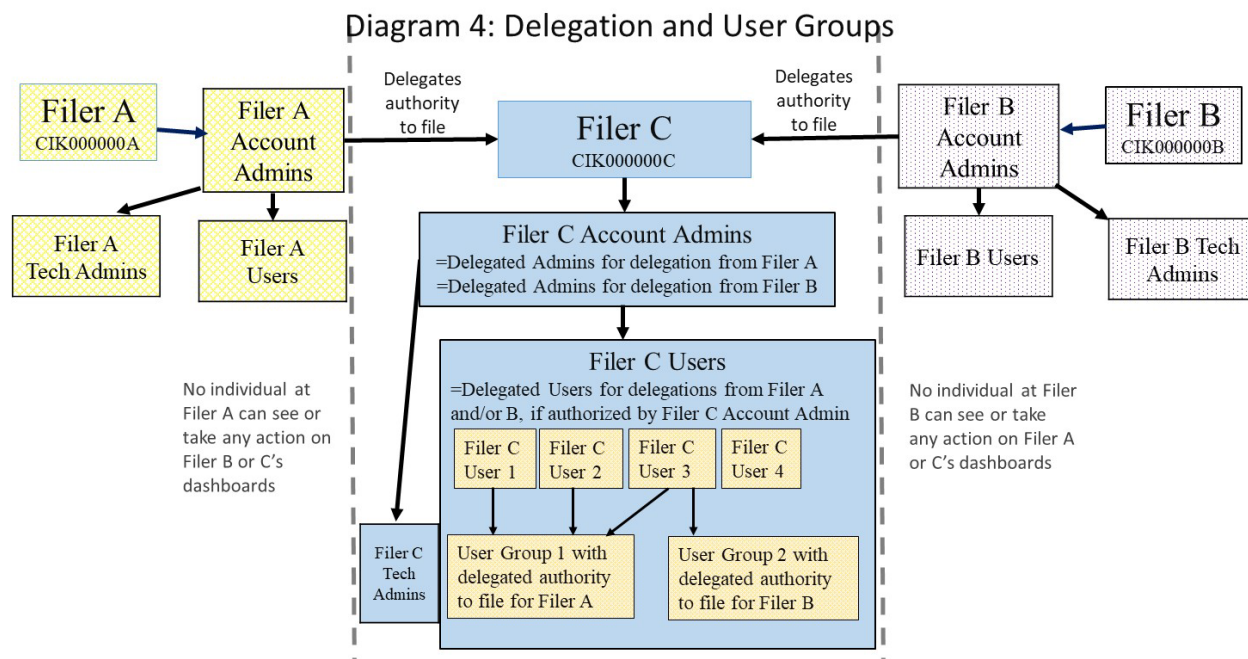 Diagram 4: Delegation and User Groups
Filer A
CIK000000A
Filer A
Account
Admins
Delegates
authority
to file
Filer C
CIK000000C
Delegates
authority
to file
Filer B
Account
Admins
Filer B
CIK000000B
Filer A
Tech Admins
Filer A
Users
Filer C Account Admins
=Delegated Admins for delegation from Filer A
=Delegated Admins for delegation from Filer B
Filer B Users
Filer B Tech
Admins
No individual at
Filer A can see or
take any action on
Filer B or C's
dashboards
Filer C Users
=Delegated Users for delegations from Filer A
and/or B, if authorized by Filer C Account Admin
Filer C
User 1
Filer C
User 2
Filer C
User 3
Filer C
User 4
No individual at Filer
B can see or take
any action on Filer A
or C's dashboards
Filer C
Tech
Admins
User Group 1 with
delegated authority
to file for Filer A
User Group 2 with
delegated authority
to file for Filer B